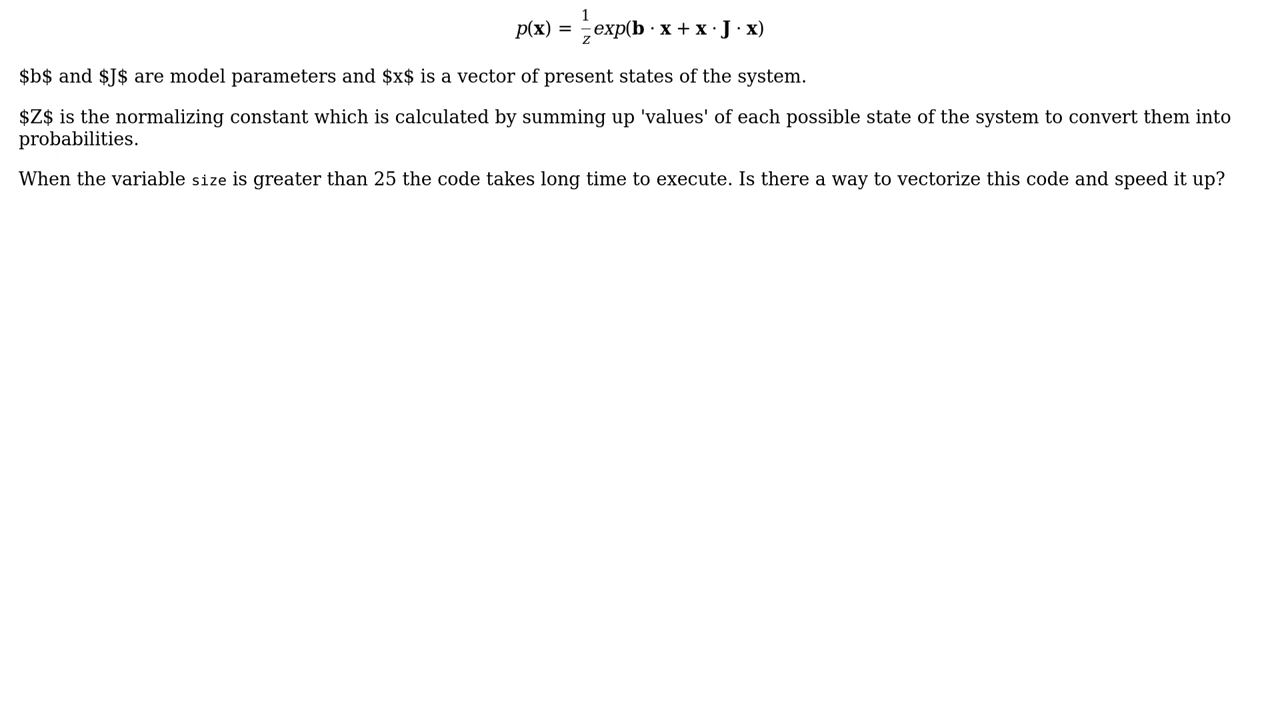 p(x) = 1/z exp(b · x + x · J · x)
$b$ and $J$ are model parameters and $x$ is a vector of present states of the system.
$Z$ is the normalizing constant which is calculated by summing up 'values' of each possible state of the system to convert them into
probabilities.
When the variable size is greater than 25 the code takes long time to execute. Is there a way to vectorize this code and speed it up?